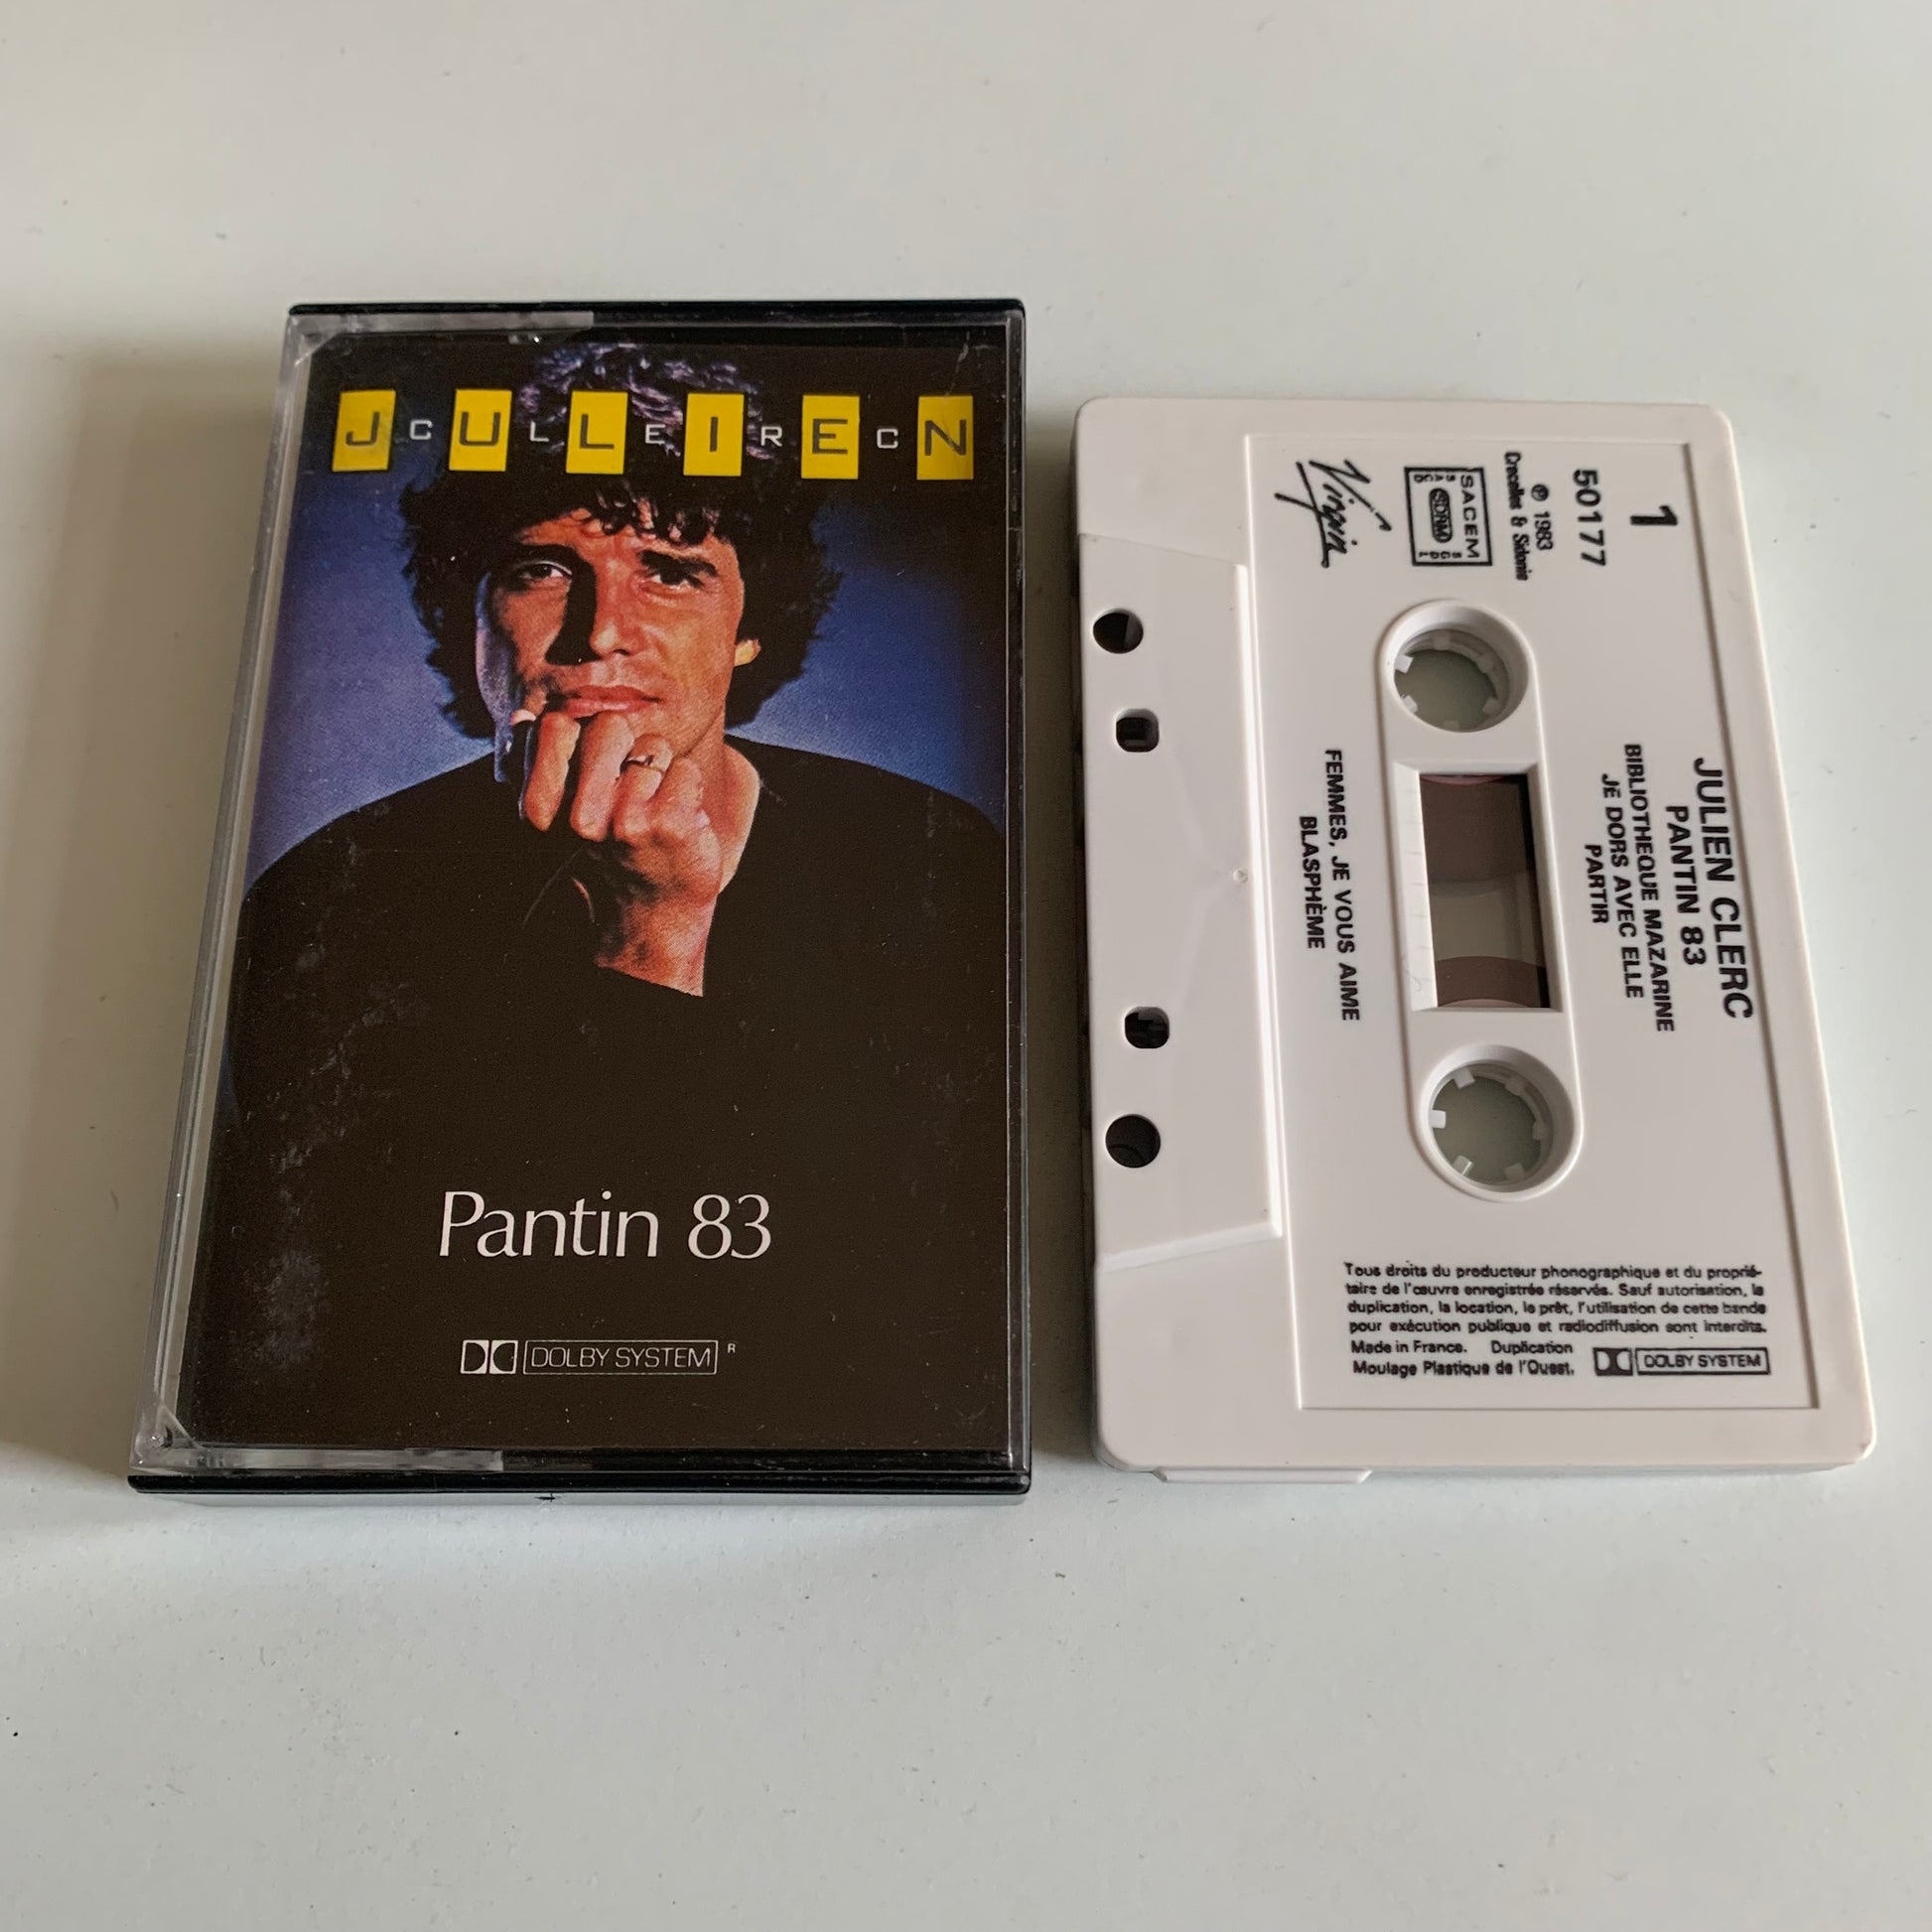 JCULLEIRECN
Pantin 83
DOLBY SYSTEM R
1
50177
℗ 1983
Crecelles & Sidonie
SACEM
SDRM
Virgin
JULIEN CLERC
PANTIN 83
BIBLIOTHEQUE MAZARINE
JE DORS AVEC ELLE
PARTIR
FEMMES, JE VOUS AIME
BLASPHÈME
Tous droits du producteur phonographique et du proprié-
taire de l'œuvre enregistrée réservés. Sauf autorisation, la
duplication, la location, le prêt, l'utilisation de cette bande
pour exécution publique et radiodiffusion sont interdits.
Made in France. Duplication
Moulage Plastique de l'Ouest.
DOLBY SYSTEM